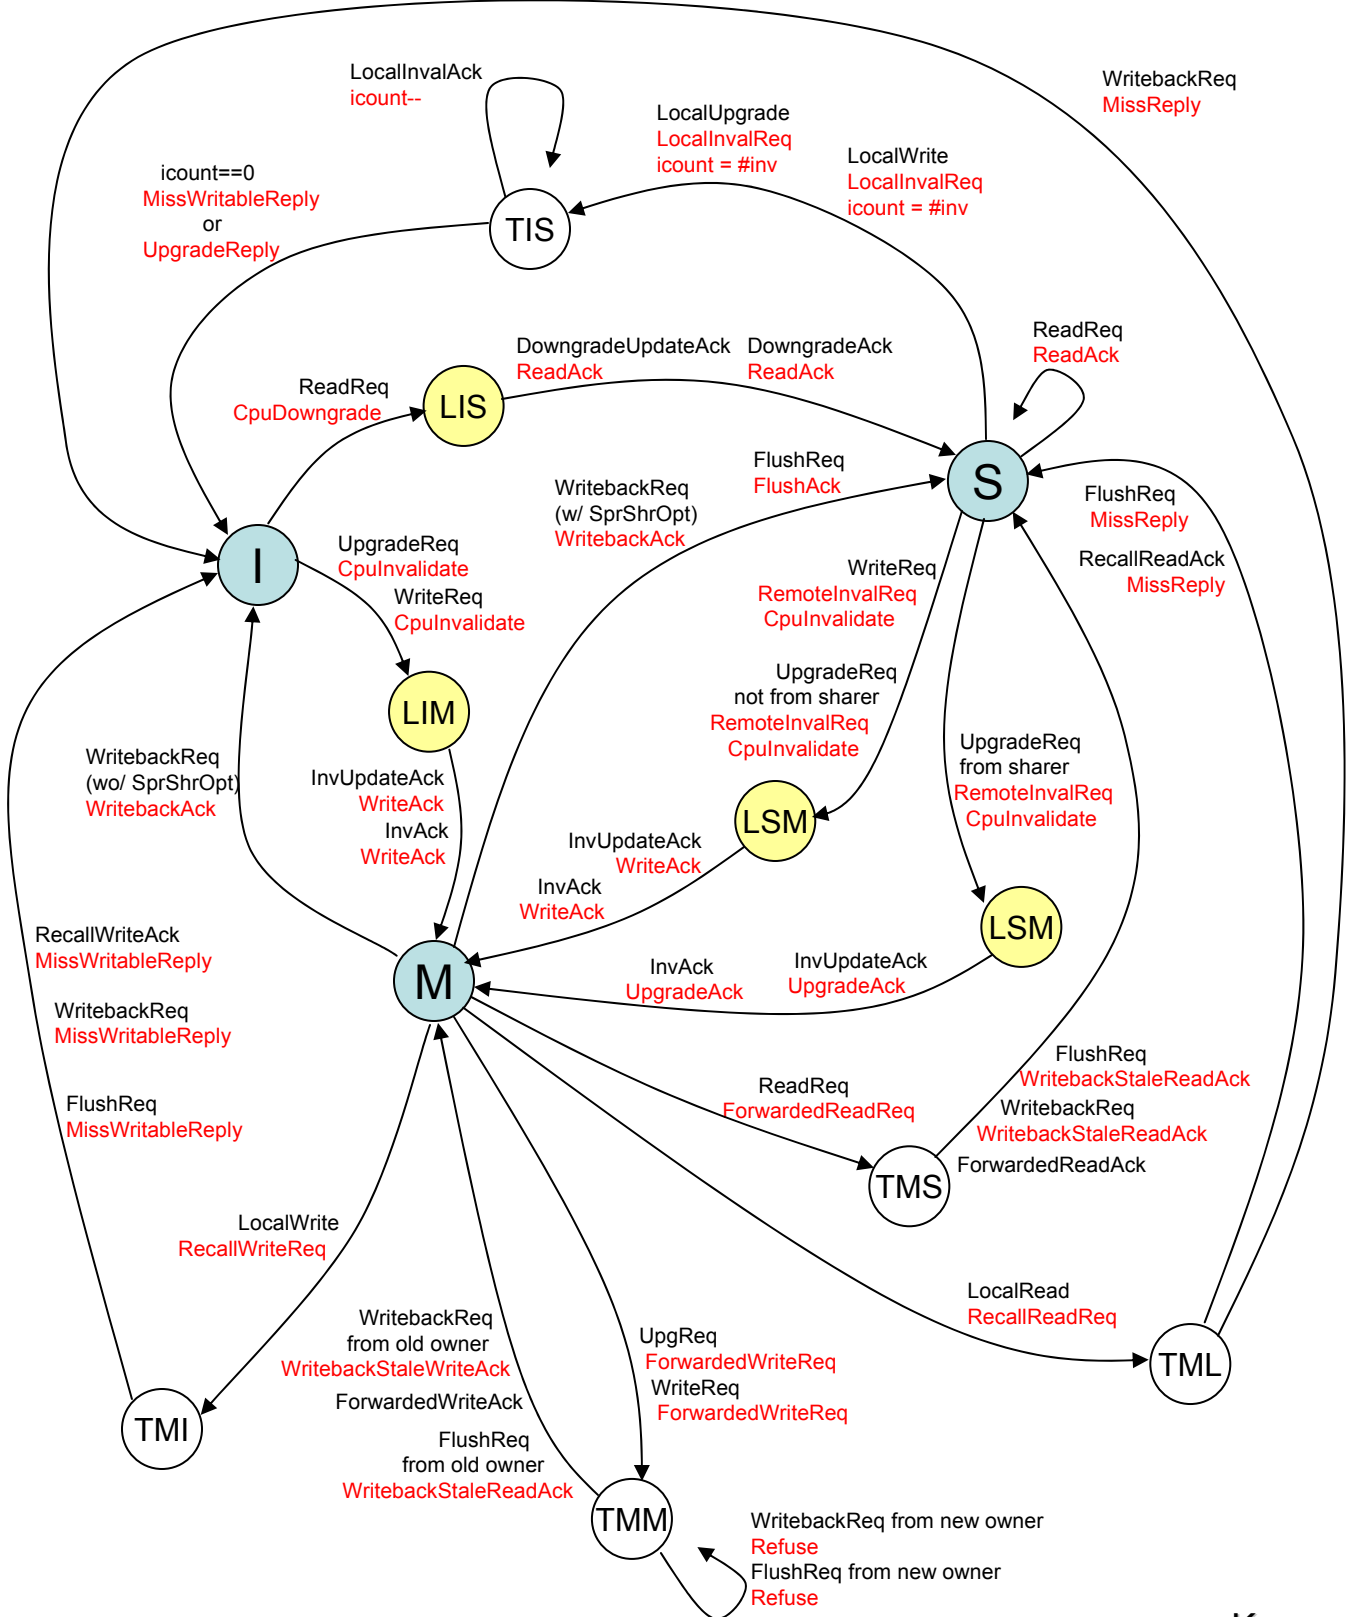 WritebackReq
MissReply
LocalInvalAck
icount--
LocalUpgrade
LocalInvalReq
icount = #inv
LocalWrite
LocalInvalReq
icount = #inv
icount==0
MissWritableReply
or
UpgradeReply
TIS
ReadReq
ReadAck
DowngradeUpdateAck
ReadAck
DowngradeAck
ReadAck
ReadReq
CpuDowngrade
LIS
S
FlushReq
FlushAck
WritebackReq
(w/ SprShrOpt)
WritebackAck
FlushReq
MissReply
RecallReadAck
MissReply
I
UpgradeReq
CpuInvalidate
WriteReq
CpuInvalidate
WriteReq
RemoteInvalReq
CpuInvalidate
UpgradeReq
not from sharer
RemoteInvalReq
CpuInvalidate
LIM
UpgradeReq
from sharer
RemoteInvalReq
CpuInvalidate
WritebackReq
(wo/ SprShrOpt)
WritebackAck
InvUpdateAck
WriteAck
InvAck
WriteAck
LSM
InvUpdateAck
WriteAck
InvAck
WriteAck
LSM
RecallWriteAck
MissWritableReply
M
InvAck
UpgradeAck
InvUpdateAck
UpgradeAck
WritebackReq
MissWritableReply
FlushReq
MissWritableReply
ReadReq
ForwardedReadReq
FlushReq
WritebackStaleReadAck
WritebackReq
WritebackStaleReadAck
ForwardedReadAck
TMS
LocalWrite
RecallWriteReq
LocalRead
RecallReadReq
WritebackReq
from old owner
WritebackStaleWriteAck
ForwardedWriteAck
FlushReq
from old owner
WritebackStaleReadAck
UpgReq
ForwardedWriteReq
WriteReq
ForwardedWriteReq
TML
TMI
TMM
WritebackReq from new owner
Refuse
FlushReq from new owner
Refuse